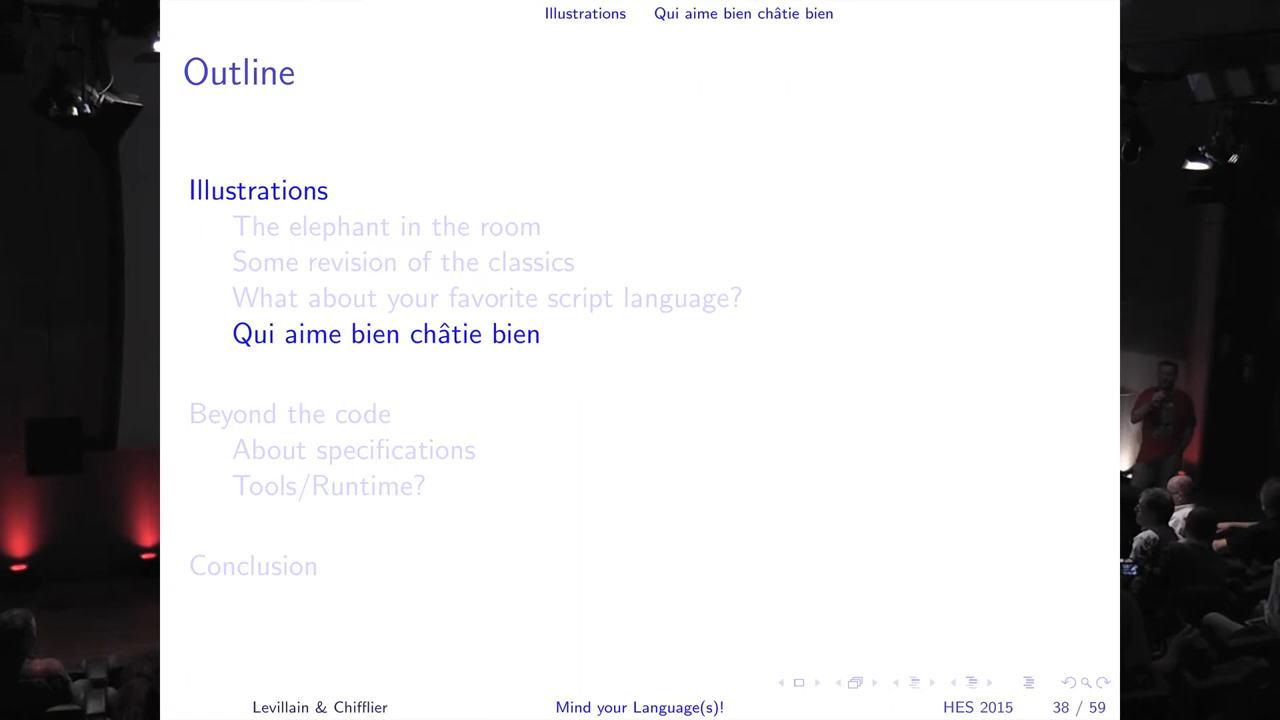 Illustrations Qui aime bien châtie bien
Outline
Illustrations
The elephant in the room
Some revision of the classics
What about your favorite script language?
Qui aime bien châtie bien
Beyond the code
About specifications
Tools/Runtime?
Conclusion
Levillain & Chifflier Mind your Language(s)! HES 2015 38 / 59